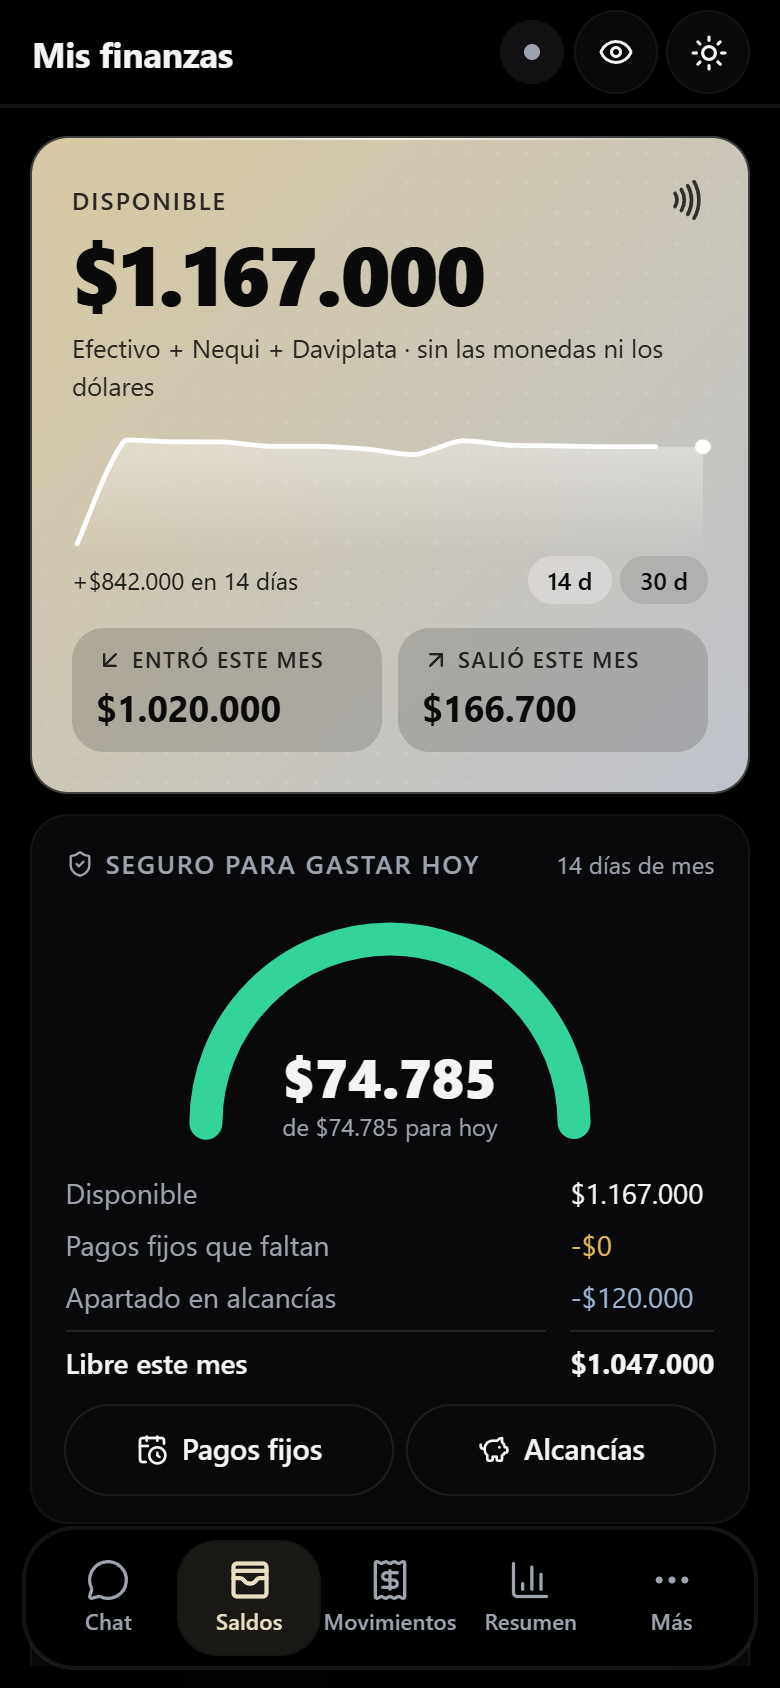 Mis finanzas
DISPONIBLE
$1.167.000
Efectivo + Nequi + Daviplata · sin las monedas ni los
dólares
+$842.000 en 14 días
14 d
30 d
ENTRÓ ESTE MES
$1.020.000
SALIÓ ESTE MES
$166.700
SEGURO PARA GASTAR HOY
14 días de mes
$74.785
de $74.785 para hoy
Disponible
$1.167.000
Pagos fijos que faltan
-$0
Apartado en alcancías
-$120.000
Libre este mes
$1.047.000
Pagos fijos
Alcancías
Chat
Saldos
Movimientos
Resumen
Más